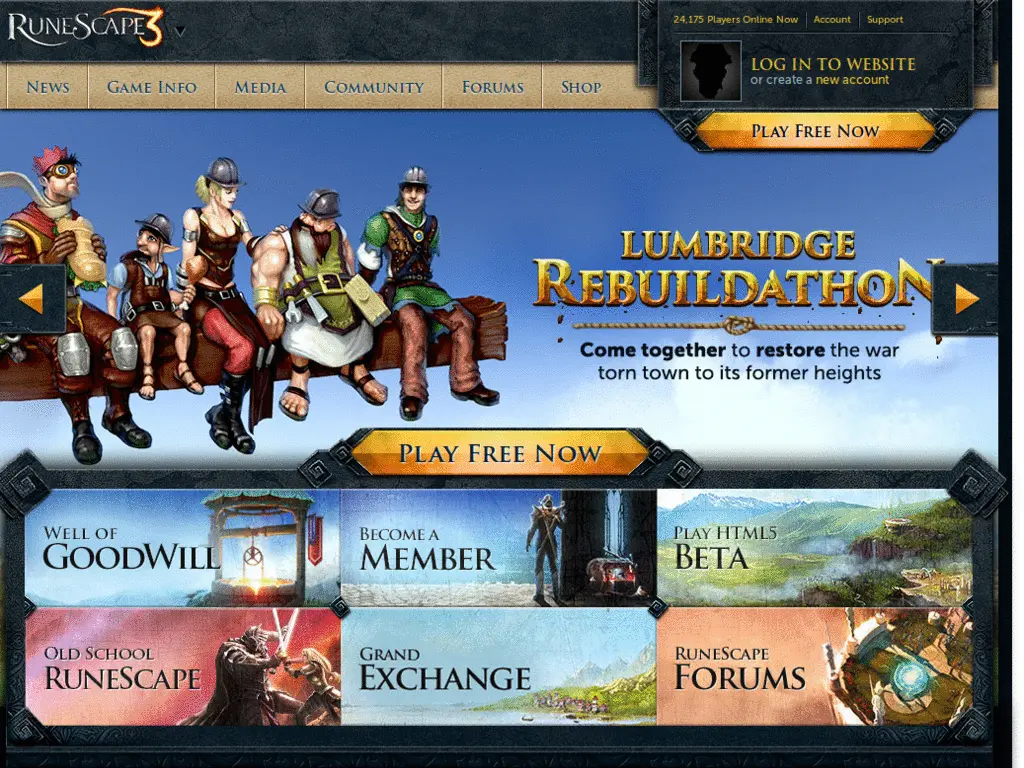 RuneScape 3
24,175 Players Online Now
Account
Support
Log in to website
or create a new account
News
Game Info
Media
Community
Forums
Shop
Play Free Now
Lumbridge
Rebuildathon
Come together to restore the war
torn town to its former heights
Play Free Now
Well of
GoodWill
Become a
Member
Play HTML5
Beta
Old School
RuneScape
Grand
Exchange
RuneScape
Forums